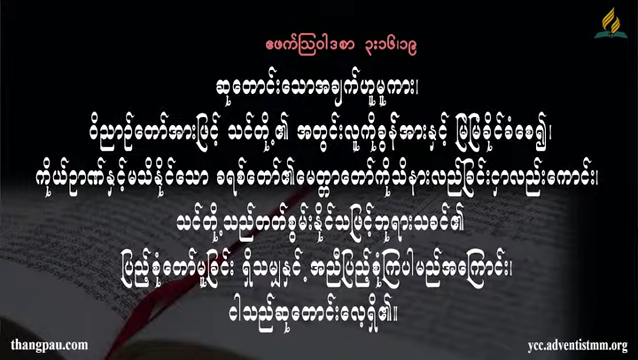 ဧဖက်ဩဝါဒစာ ၃း၁၆၊၁၉
ဆုတောင်းသောအချက်ဟူမူကား၊
ဝိညာဉ်တော်အားဖြင့် သင်တို့၏ အတွင်းလူကိုခွန်အားနှင့် မြဲမြံခိုင်ခံ့စေ၍၊
ကိုယ်ဉာဏ်နှင့်မသိနိုင်သော ခရစ်တော်၏မေတ္တာတော်ကိုသိနားလည်ခြင်းငှာလည်းကောင်း၊
သင်တို့သည်တတ်စွမ်းနိုင်သဖြင့်ဘုရားသခင်၏
ပြည့်စုံတော်မူခြင်း ရှိသမျှနှင့် အညီပြည့်စုံကြပါမည်အကြောင်း၊
ငါသည်ဆုတောင်းလေ့ရှိ၏။
thangpau.com
ycc.adventistmm.org